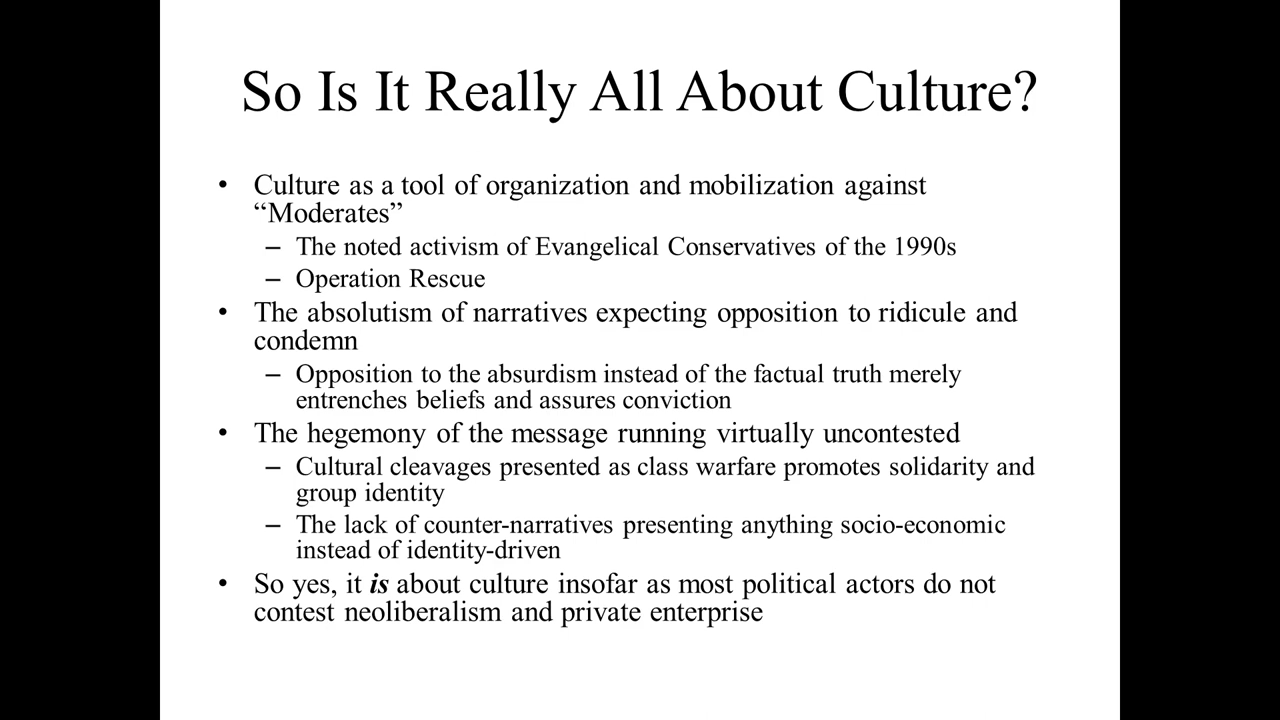 So Is It Really All About Culture?
• Culture as a tool of organization and mobilization against
“Moderates”
– The noted activism of Evangelical Conservatives of the 1990s
– Operation Rescue
• The absolutism of narratives expecting opposition to ridicule and
condemn
– Opposition to the absurdism instead of the factual truth merely
entrenches beliefs and assures conviction
• The hegemony of the message running virtually uncontested
– Cultural cleavages presented as class warfare promotes solidarity and
group identity
– The lack of counter-narratives presenting anything socio-economic
instead of identity-driven
• So yes, it is about culture insofar as most political actors do not
contest neoliberalism and private enterprise